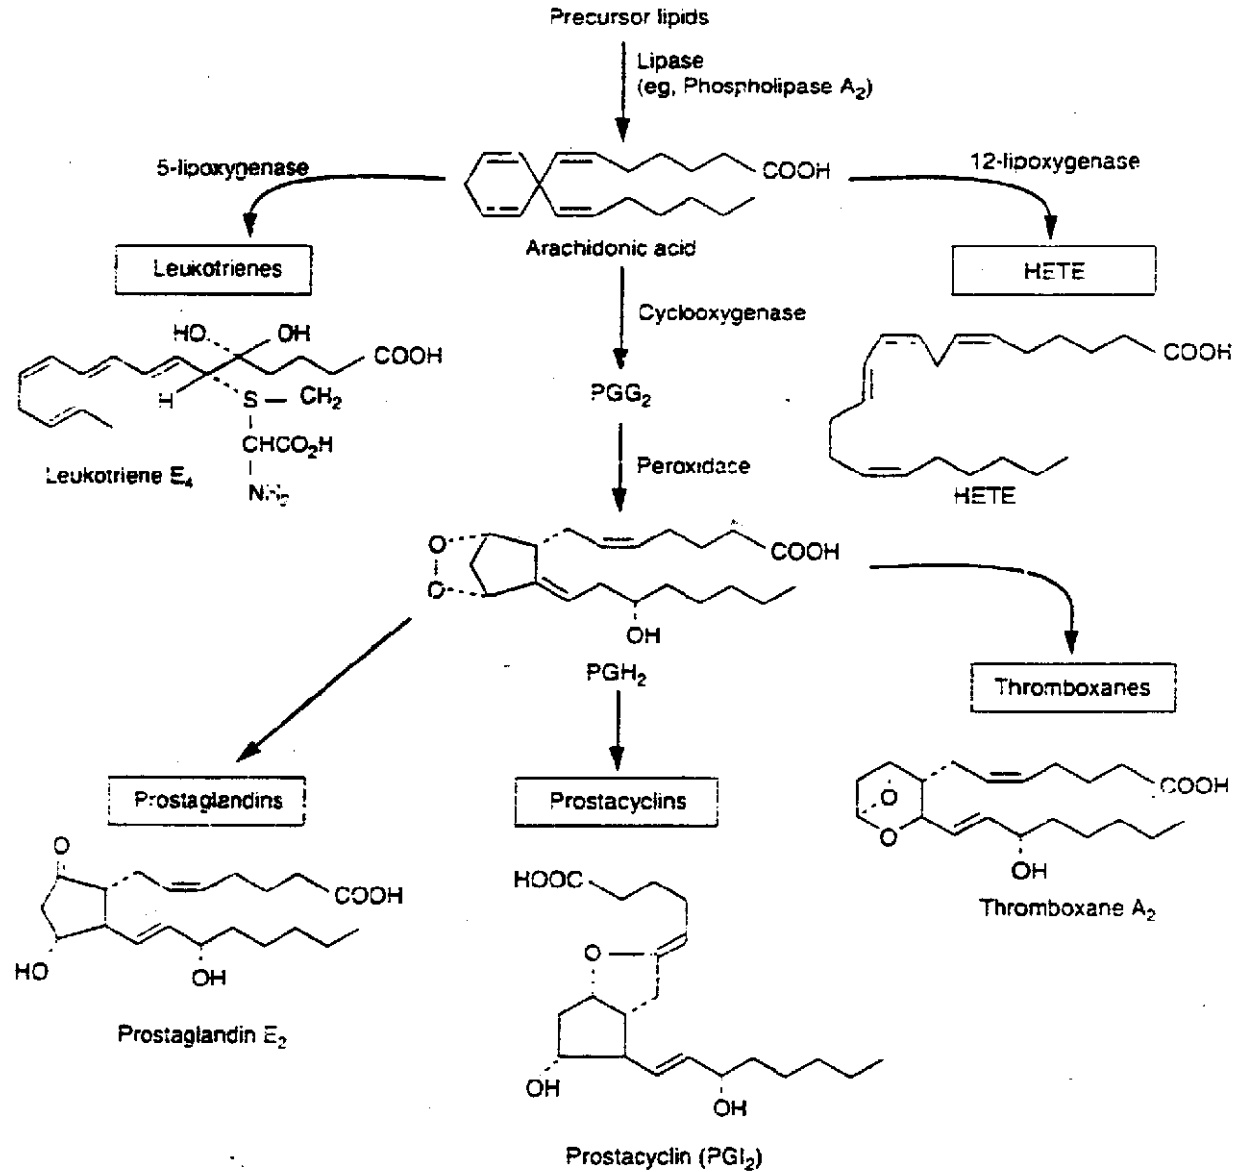 Precursor lipids
Lipase
(eg, Phospholipase A₂)
5-lipoxygenase
COOH
12-lipoxygenase
Leukotrienes
Arachidonic acid
HETE
HO
OH
COOH
Cyclooxygenase
COOH
H
S
CH₂
PGG₂
CHCO₂H
Leukotriene E₄
NH₂
Peroxidace
HETE
O
COOH
O
OH
PGH₂
Thromboxanes
Prostaglandins
Prostacyclins
O
COOH
O
OH
Thromboxane A₂
O
COOH
HOOC
HO
OH
O
Prostaglandin E₂
OH
OH
Prostacyclin (PGI₂)